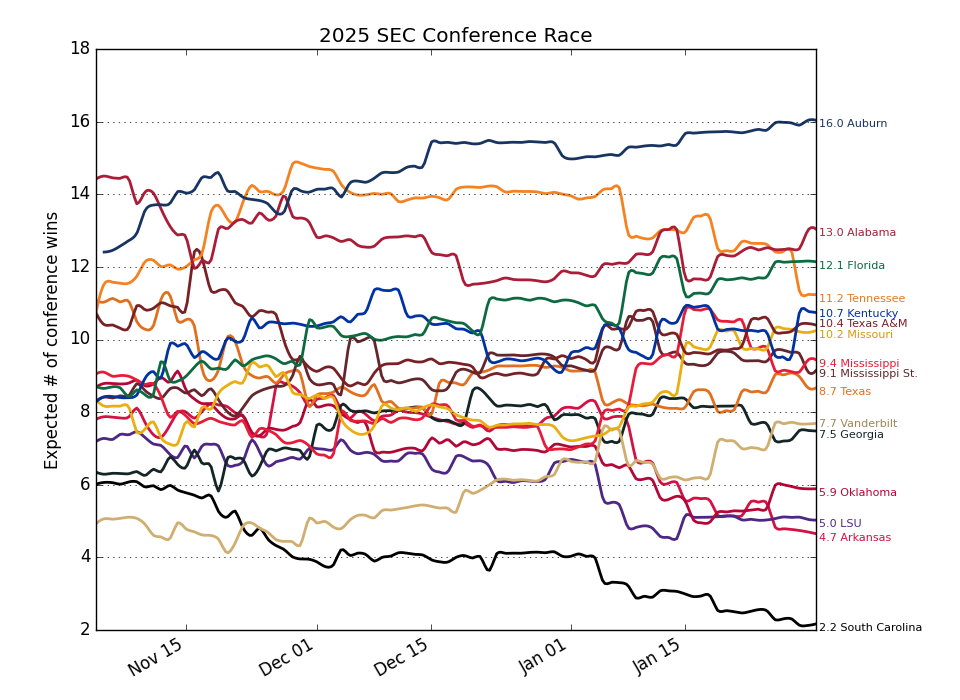 2025 SEC Conference Race
Expected # of conference wins
18
16
14
12
10
8
6
4
2
Nov 15
Dec 01
Dec 15
Jan 01
Jan 15
16.0 Auburn
13.0 Alabama
12.1 Florida
11.2 Tennessee
10.7 Kentucky
10.4 Texas A&M
10.2 Missouri
9.4 Mississippi
9.1 Mississippi St.
8.7 Texas
7.7 Vanderbilt
7.5 Georgia
5.9 Oklahoma
5.0 LSU
4.7 Arkansas
2.2 South Carolina